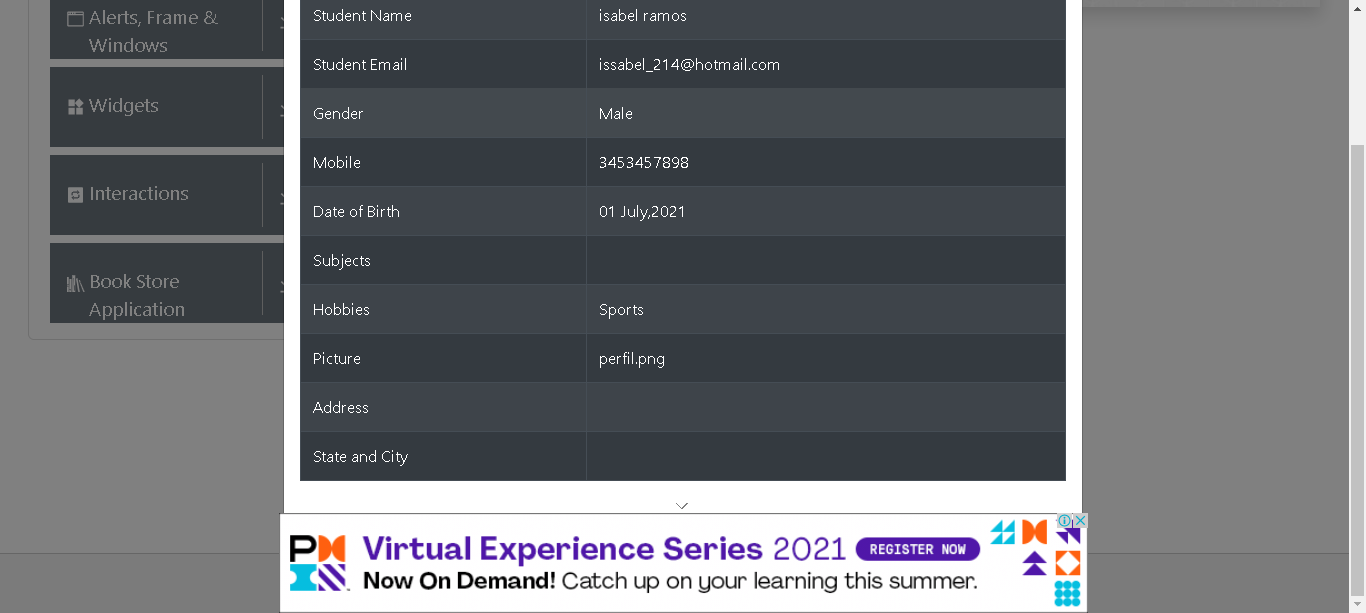 Alerts, Frame &
Windows
Widgets
Interactions
Book Store
Application
Student Name isabel ramos
Student Email issabel_214@hotmail.com
Gender Male
Mobile 3453457898
Date of Birth 01 July,2021
Subjects
Hobbies Sports
Picture perfil.png
Address
State and City
Virtual Experience Series 2021 REGISTER NOW
Now On Demand! Catch up on your learning this summer.